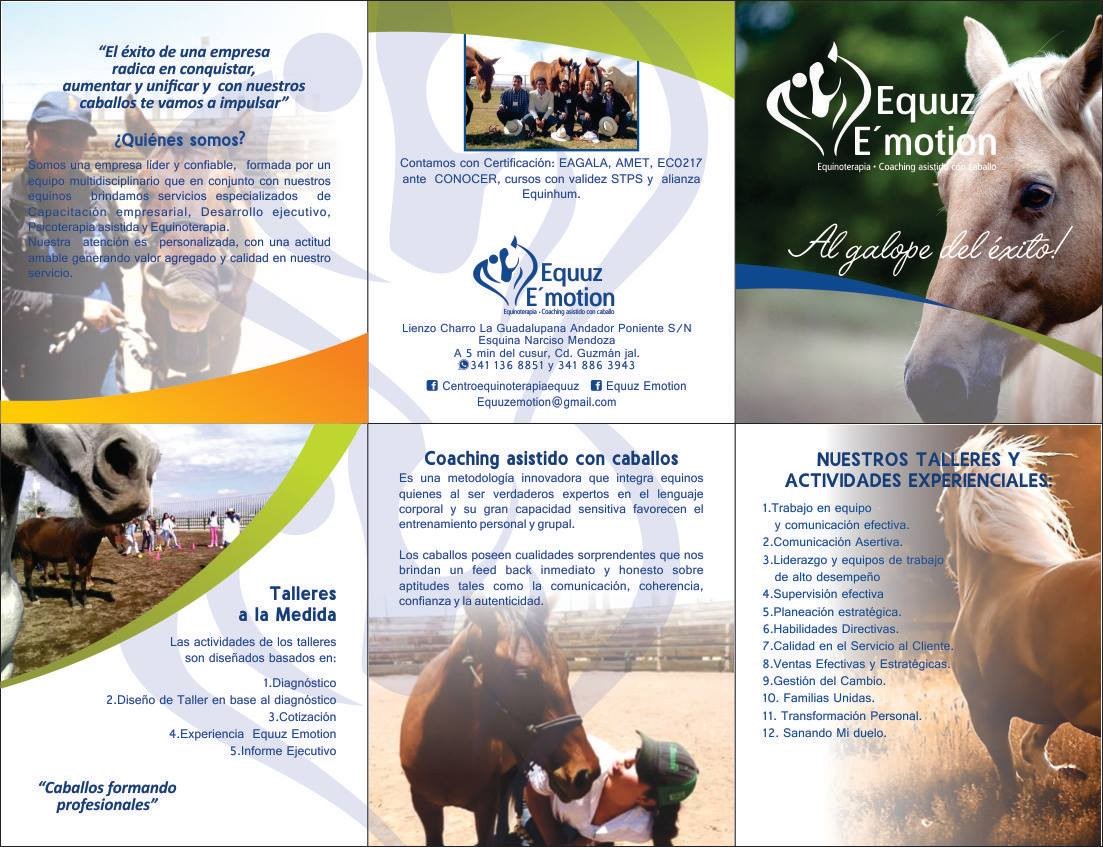 “El éxito de una empresa
radica en conquistar,
aumentar y unificar y con nuestros
caballos te vamos a impulsar”
¿Quiénes somos?
Somos una empresa líder y confiable, formada por un
equipo multidisciplinario que en conjunto con nuestros
equinos brindamos servicios especializados de
Capacitación empresarial, Desarrollo ejecutivo,
Psicoterapia asistida y Equinoterapia.
Nuestra atención es personalizada, con una actitud
amable generando valor agregado y calidad en nuestro
servicio.
Contamos con Certificación: EAGALA, AMET, EC0217
ante CONOCER, cursos con validez STPS y alianza
Equinhum.
Equuz
E´motion
Equinoterapia • Coaching asistido con caballo
Lienzo Charro La Guadalupana Andador Poniente S/N
Esquina Narciso Mendoza
A 5 min del cusur, Cd. Guzmán jal.
341 136 8851 y 341 886 3943
Centroequinoterapiaequuz Equuz Emotion
Equuzemotion@gmail.com
Equuz
E´motion
Equinoterapia • Coaching asistido con caballo
Al galope del éxito!
Talleres
a la Medida
Las actividades de los talleres
son diseñados basados en:
1.Diagnóstico
2.Diseño de Taller en base al diagnóstico
3.Cotización
4.Experiencia Equuz Emotion
5.Informe Ejecutivo
“Caballos formando
profesionales”
Coaching asistido con caballos
Es una metodología innovadora que integra equinos
quienes al ser verdaderos expertos en el lenguaje
corporal y su gran capacidad sensitiva favorecen el
entrenamiento personal y grupal.
Los caballos poseen cualidades sorprendentes que nos
brindan un feed back inmediato y honesto sobre
aptitudes tales como la comunicación, coherencia,
confianza y la autenticidad.
NUESTROS TALLERES Y
ACTIVIDADES EXPERIENCIALES:
1.Trabajo en equipo
y comunicación efectiva.
2.Comunicación Asertiva.
3.Liderazgo y equipos de trabajo
de alto desempeño
4.Supervisión efectiva
5.Planeación estratégica.
6.Habilidades Directivas.
7.Calidad en el Servicio al Cliente.
8.Ventas Efectivas y Estratégicas.
9.Gestión del Cambio.
10. Familias Unidas.
11. Transformación Personal.
12. Sanando Mi duelo.